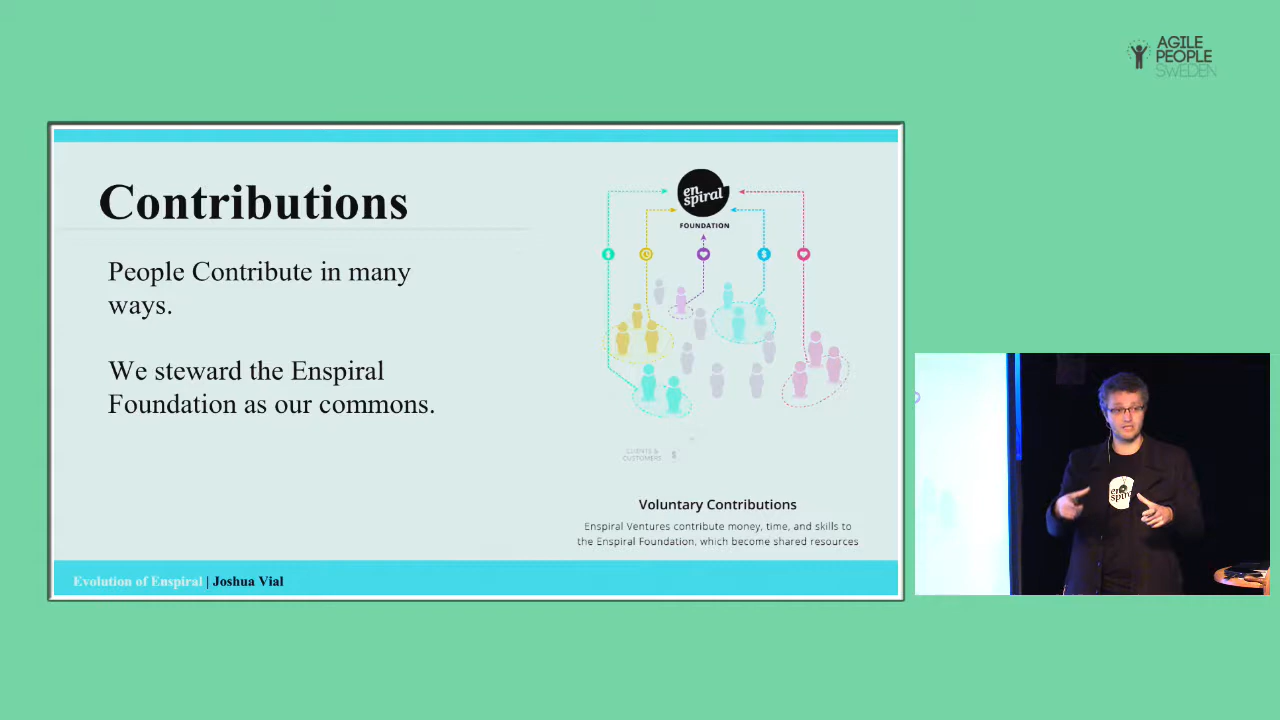 AGILE
PEOPLE
SWEDEN
Contributions
People Contribute in many
ways.
We steward the Enspiral
Foundation as our commons.
en
spiral
FOUNDATION
$
$
CLIENTS &
CUSTOMERS $
Voluntary Contributions
Enspiral Ventures contribute money, time, and skills to
the Enspiral Foundation, which become shared resources
Evolution of Enspiral | Joshua Vial
en
spiral